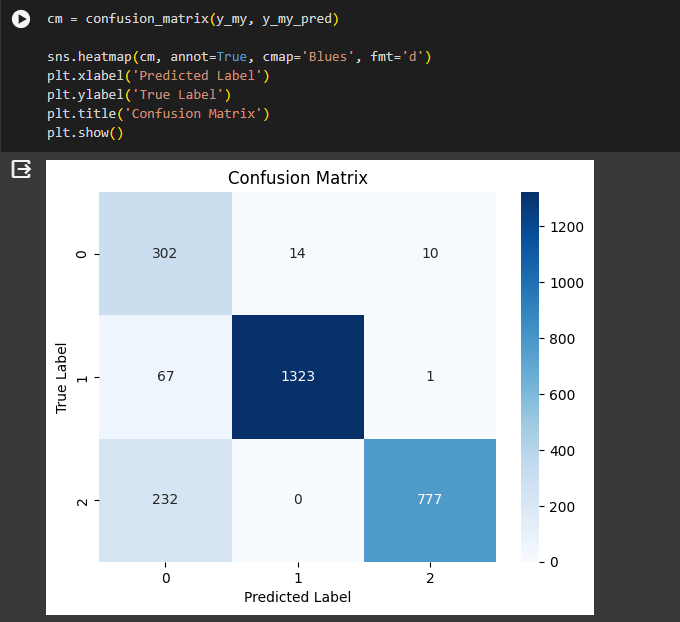 cm = confusion_matrix(y_my, y_my_pred)
sns.heatmap(cm, annot=True, cmap='Blues', fmt='d')
plt.xlabel('Predicted Label')
plt.ylabel('True Label')
plt.title('Confusion Matrix')
plt.show()
Confusion Matrix
0 302 14 10
1 67 1323 1
2 232 0 777
0 1 2
Predicted Label
True Label
1200
1000
800
600
400
200
0